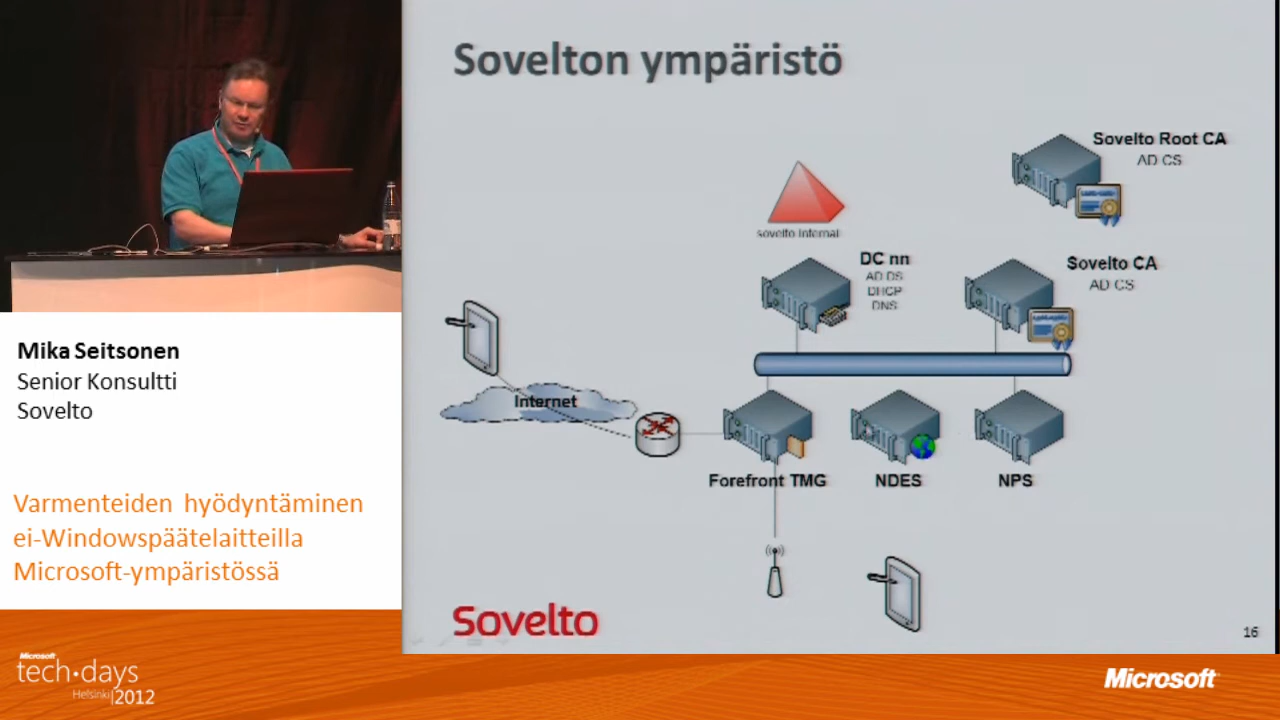 Sovelton ympäristö
Sovelto Root CA
AD CS
sovelto internal
DC nn
AD DS
DHCP
DNS
Sovelto CA
AD CS
Internet
Forefront TMG
NDES
NPS
Sovelto
16
Mika Seitsonen
Senior Konsultti
Sovelto
Varmenteiden hyödyntäminen
ei-Windowspäätelaitteilla
Microsoft-ympäristössä
Microsoft
tech·days
Helsinki|2012
Microsoft